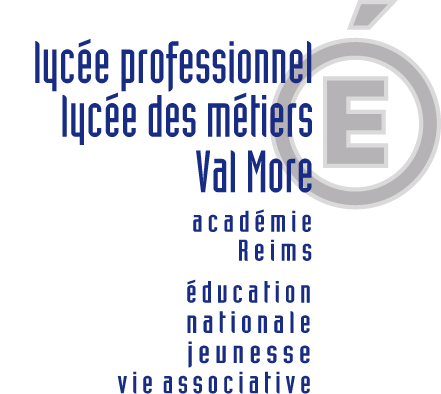 lycée professionnel
lycée des métiers
Val More
académie
Reims
éducation
nationale
jeunesse
vie associative
É